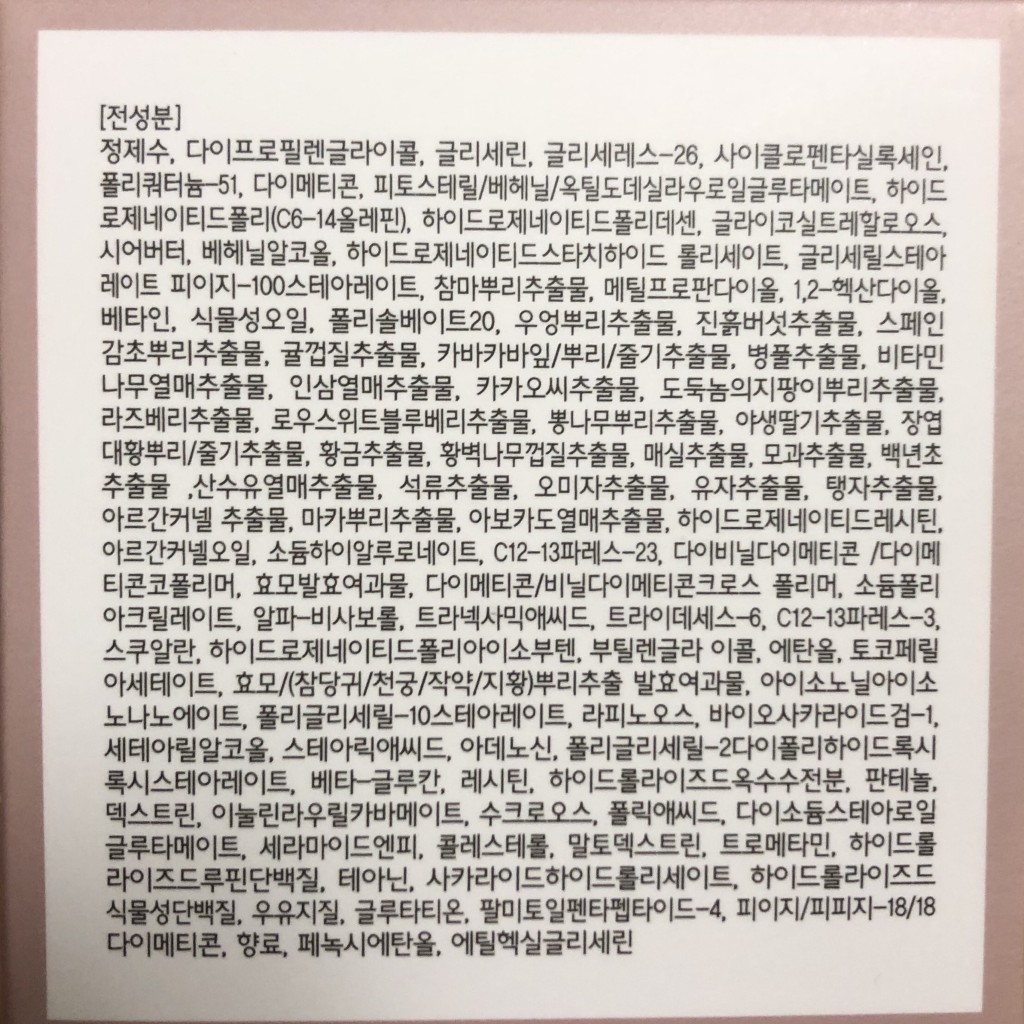 [전성분]
정제수, 다이프로필렌글라이콜, 글리세린, 글리세레스-26, 사이클로펜타실록세인,
폴리쿼터늄-51, 다이메티콘, 피토스테릴/베헤닐/옥틸도데실라우로일글루타메이트, 하이드
로제네이티드폴리(C6-14올레핀), 하이드로제네이티드폴리데센, 글라이코실트레할로오스,
시어버터, 베헤닐알코올, 하이드로제네이티드스타치하이드 롤리세이트, 글리세릴스테아
레이트 피이지-100스테아레이트, 참마뿌리추출물, 메틸프로판다이올, 1,2-헥산다이올,
베타인, 식물성오일, 폴리솔베이트20, 우엉뿌리추출물, 진흙버섯추출물, 스페인
감초뿌리추출물, 귤껍질추출물, 카바카바잎/뿌리/줄기추출물, 병풀추출물, 비타민
나무열매추출물, 인삼열매추출물, 카카오씨추출물, 도둑놈의지팡이뿌리추출물,
라즈베리추출물, 로우스위트블루베리추출물, 뽕나무뿌리추출물, 야생딸기추출물, 장엽
대황뿌리/줄기추출물, 황금추출물, 황벽나무껍질추출물, 매실추출물, 모과추출물, 백년초
추출물 ,산수유열매추출물, 석류추출물, 오미자추출물, 유자추출물, 탱자추출물,
아르간커넬 추출물, 마카뿌리추출물, 아보카도열매추출물, 하이드로제네이티드레시틴,
아르간커넬오일, 소듐하이알루로네이트, C12-13파레스-23, 다이비닐다이메티콘 /다이메
티콘코폴리머, 효모발효여과물, 다이메티콘/비닐다이메티콘크로스 폴리머, 소듐폴리
아크릴레이트, 알파-비사보롤, 트라넥사믹애씨드, 트라이데세스-6, C12-13파레스-3,
스쿠알란, 하이드로제네이티드폴리아이소부텐, 부틸렌글라 이콜, 에탄올, 토코페릴
아세테이트, 효모/(참당귀/천궁/작약/지황)뿌리추출 발효여과물, 아이소노닐아이소
노나노에이트, 폴리글리세릴-10스테아레이트, 라피노오스, 바이오사카라이드검-1,
세테아릴알코올, 스테아릭애씨드, 아데노신, 폴리글리세릴-2다이폴리하이드록시
록시스테아레이트, 베타-글루칸, 레시틴, 하이드롤라이즈드옥수수전분, 판테놀,
덱스트린, 이눌린라우릴카바메이트, 수크로오스, 폴릭애씨드, 다이소듐스테아로일
글루타메이트, 세라마이드엔피, 콜레스테롤, 말토덱스트린, 트로메타민, 하이드롤
라이즈드루핀단백질, 테아닌, 사카라이드하이드롤리세이트, 하이드롤라이즈드
식물성단백질, 우유지질, 글루타티온, 팔미토일펜타펩타이드-4, 피이지/피피지-18/18
다이메티콘, 향료, 페녹시에탄올, 에틸헥실글리세린